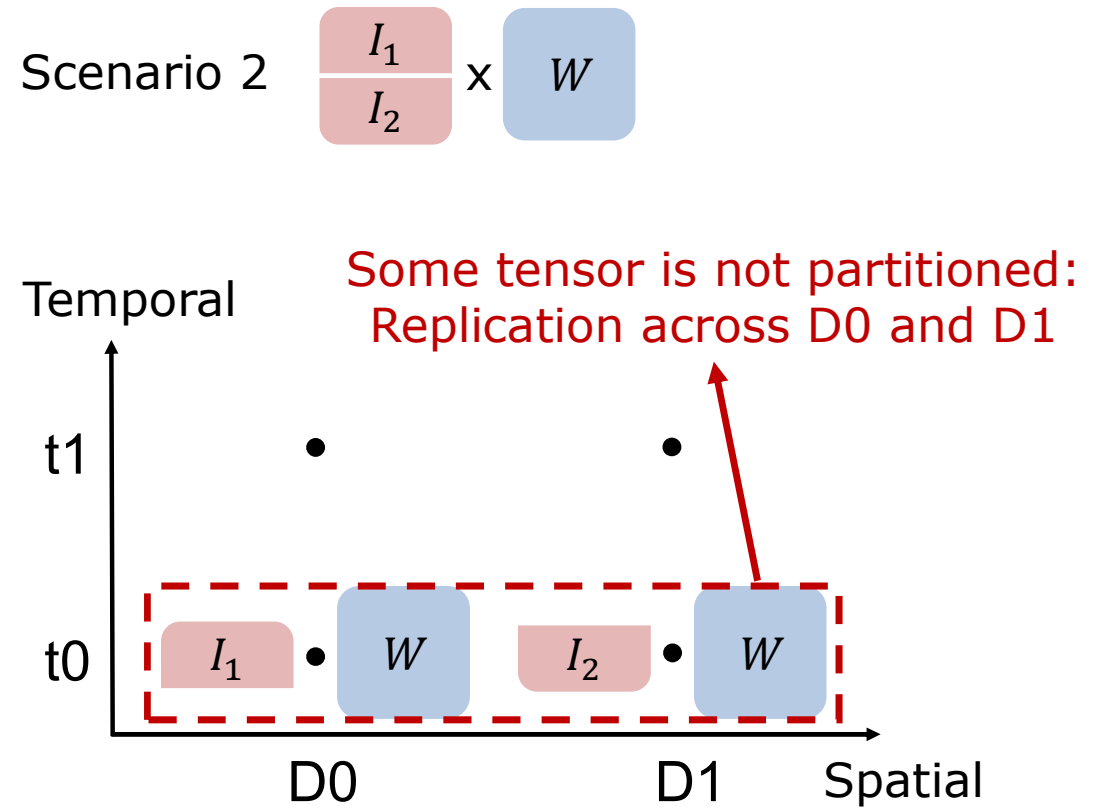 Scenario 2 I₁ x W
I₂
Some tensor is not partitioned:
Replication across D0 and D1
Temporal
t1
t0 I₁ W I₂ W
D0 D1 Spatial